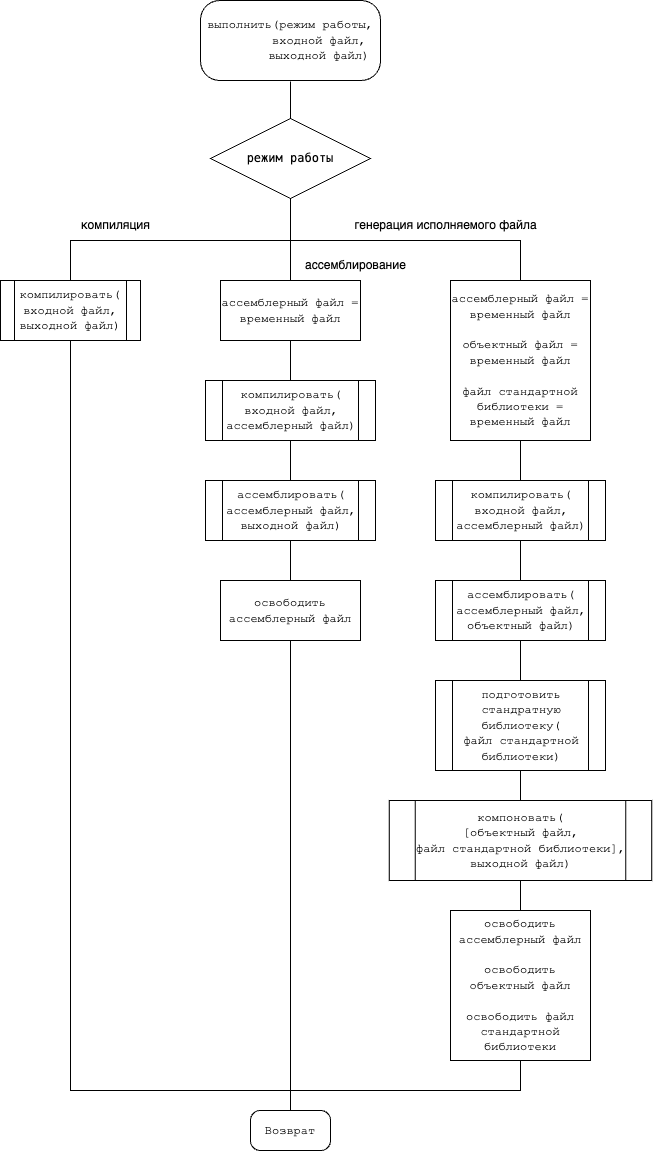 выполнить(режим работы,
входной файл,
выходной файл)
режим работы
компиляция
генерация исполняемого файла
ассемблирование
компилировать(
входной файл,
выходной файл)
ассемблерный файл =
временный файл
компилировать(
входной файл,
ассемблерный файл)
ассемблировать(
ассемблерный файл,
выходной файл)
освободить
ассемблерный файл
ассемблерный файл =
временный файл
объектный файл =
временный файл
файл стандартной
библиотеки =
временный файл
компилировать(
входной файл,
ассемблерный файл)
ассемблировать(
ассемблерный файл,
объектный файл)
подготовить
стандратную
библиотеку(
файл стандартной
библиотеки)
компоновать(
[объектный файл,
файл стандартной библиотеки],
выходной файл)
освободить
ассемблерный файл
освободить
объектный файл
освободить файл
стандартной
библиотеки
Возврат